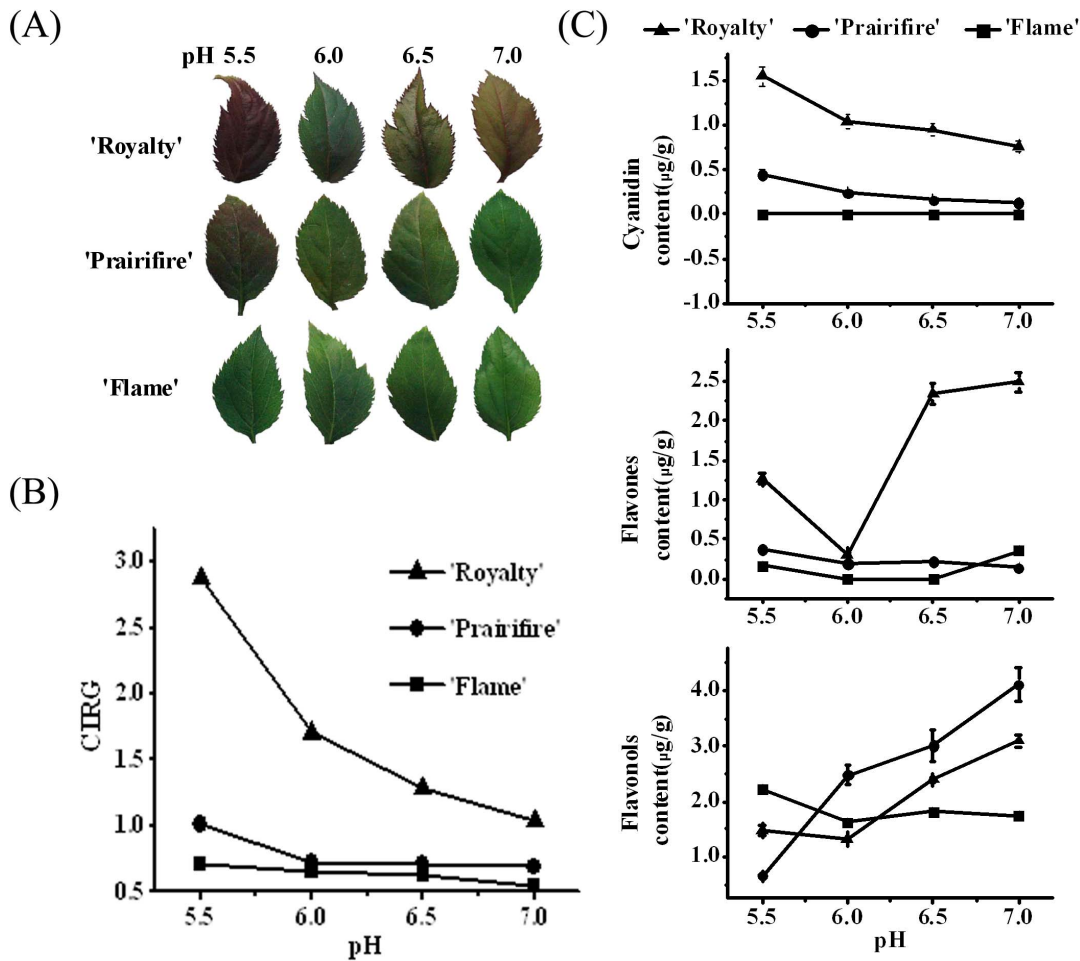 (A)
pH 5.5 6.0 6.5 7.0
'Royalty'
'Prairifire'
'Flame'
(B)
CIRG
3.0
2.5
2.0
1.5
1.0
0.5
'Royalty'
'Prairifire'
'Flame'
5.5 6.0 6.5 7.0
pH
(C)
'Royalty' 'Prairifire' 'Flame'
Cyanidin
content(μg/g)
1.5
1.0
0.5
0.0
-0.5
-1.0
5.5 6.0 6.5 7.0
Flavones
content(μg/g)
2.5
2.0
1.5
1.0
0.5
0.0
5.5 6.0 6.5 7.0
Flavonols
content(μg/g)
4.0
3.0
2.0
1.0
5.5 6.0 6.5 7.0
pH